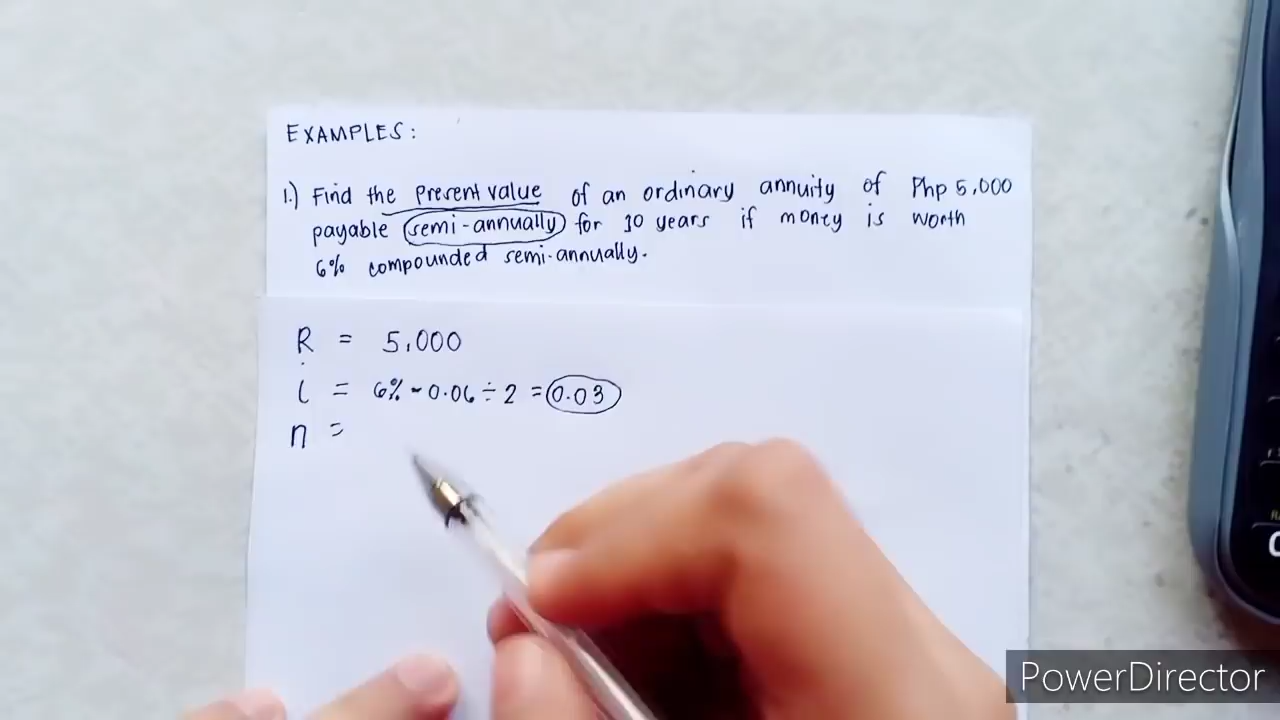 EXAMPLES:
1.) Find the present value of an ordinary annuity of Php 5,000
payable semi-annually for 10 years if money is worth
6% compounded semi-annually.
R = 5,000
i = 6% - 0.06 ÷ 2 = 0.03
n =
PowerDirector